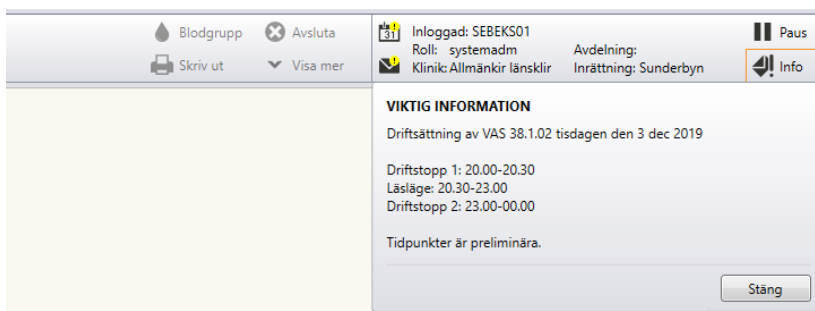 Blodgrupp
Avsluta
Skriv ut
Visa mer
31
Inloggad: SEBEKS01
Roll: systemadm Avdelning:
Klinik: Allmänkir länsklir Inrättning: Sunderbyn
Paus
Info
VIKTIG INFORMATION
Driftsättning av VAS 38.1.02 tisdagen den 3 dec 2019
Driftstopp 1: 20.00-20.30
Läsläge: 20.30-23.00
Driftstopp 2: 23.00-00.00
Tidpunkter är preliminära.
Stäng